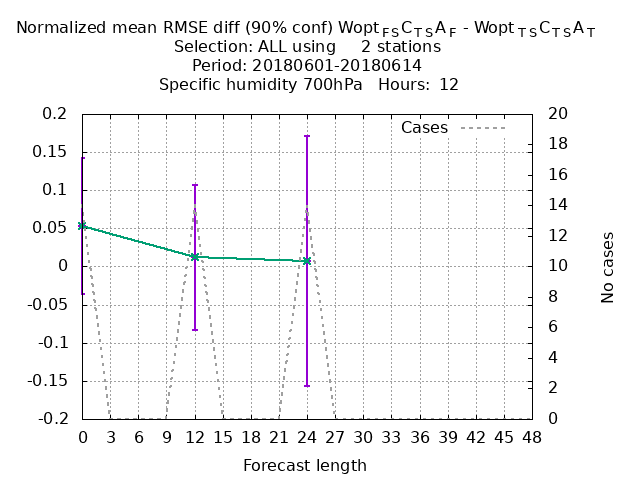 Normalized mean RMSE diff (90% conf) Wopt FS C TS A F - Wopt TS C TS A T
Selection: ALL using 2 stations
Period: 20180601-20180614
Specific humidity 700hPa Hours: 12
Cases
0.2
0.15
0.1
0.05
0
-0.05
-0.1
-0.15
-0.2
20
18
16
14
12
10
8
6
4
2
0
No cases
0 3 6 9 12 15 18 21 24 27 30 33 36 39 42 45 48
Forecast length